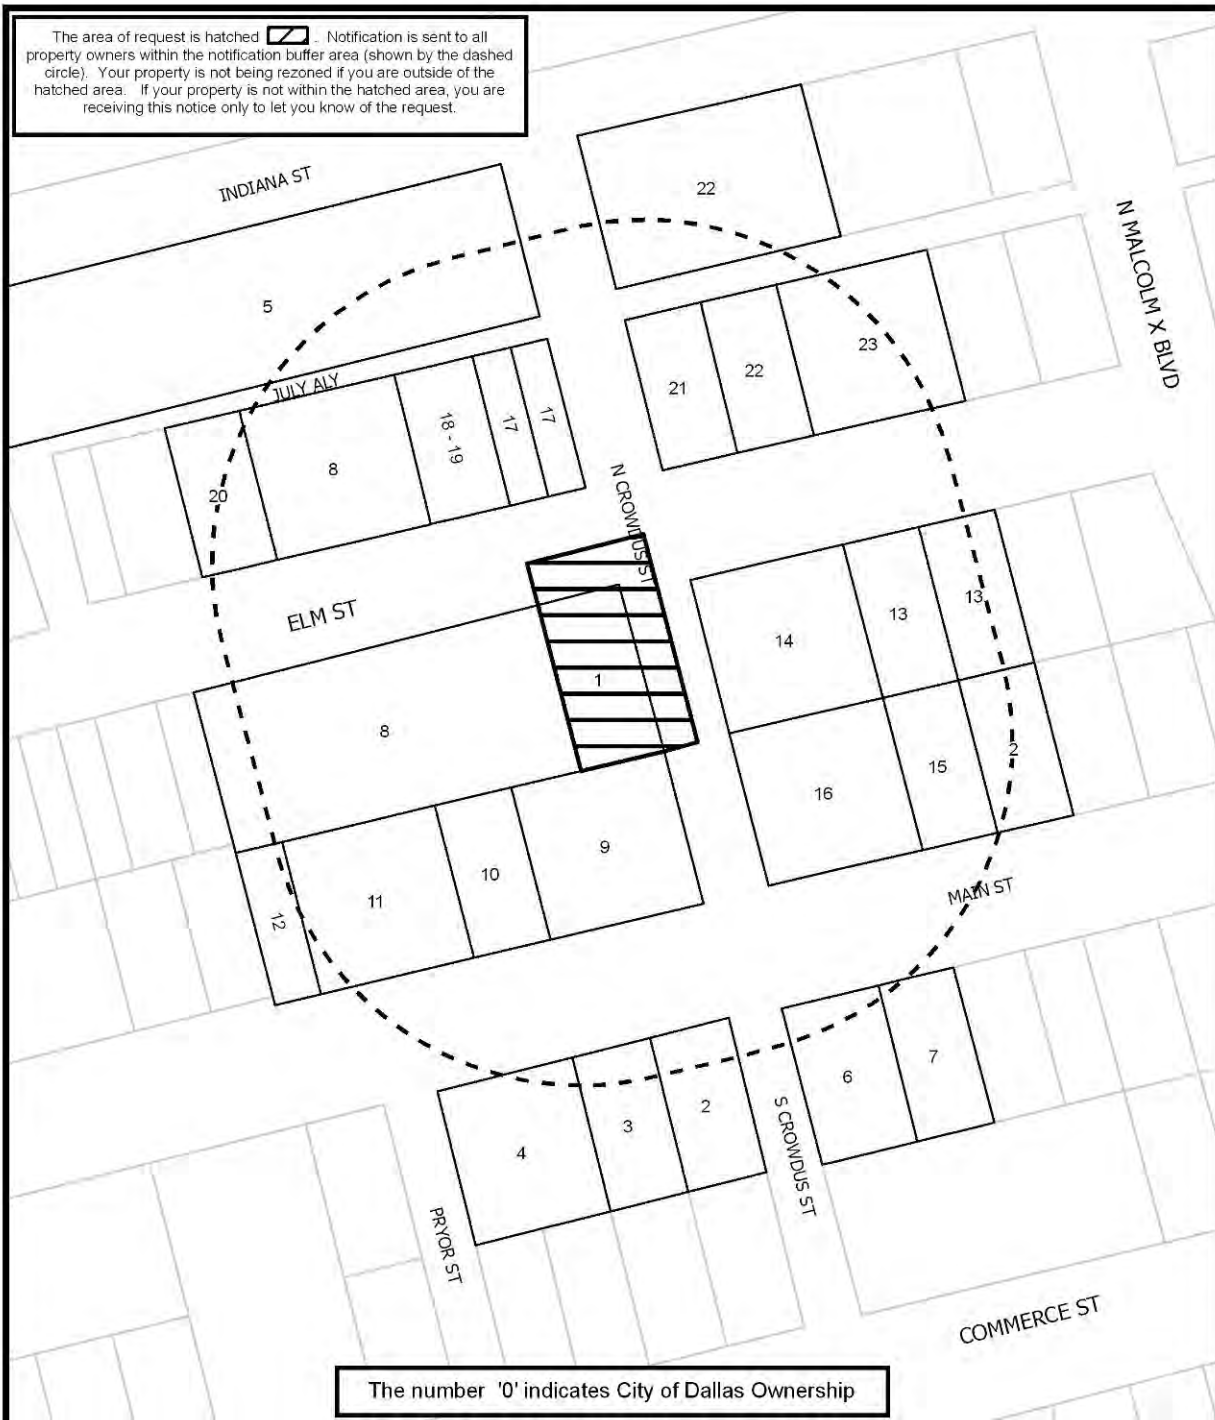 The area of request is hatched . Notification is sent to all
property owners within the notification buffer area (shown by the dashed
circle). Your property is not being rezoned if you are outside of the
hatched area. If your property is not within the hatched area, you are
receiving this notice only to let you know of the request.
INDIANA ST
22
N MALCOLM X BLVD
5
23
22
21
JULY ALY
18 - 19
17
17
8
20
N CROWDUS ST
ELM ST
13
13
14
1
8
2
15
16
9
10
11
12
MAIN ST
7
6
2
3
4
S CROWDUS ST
PRYOR ST
COMMERCE ST
The number '0' indicates City of Dallas Ownership